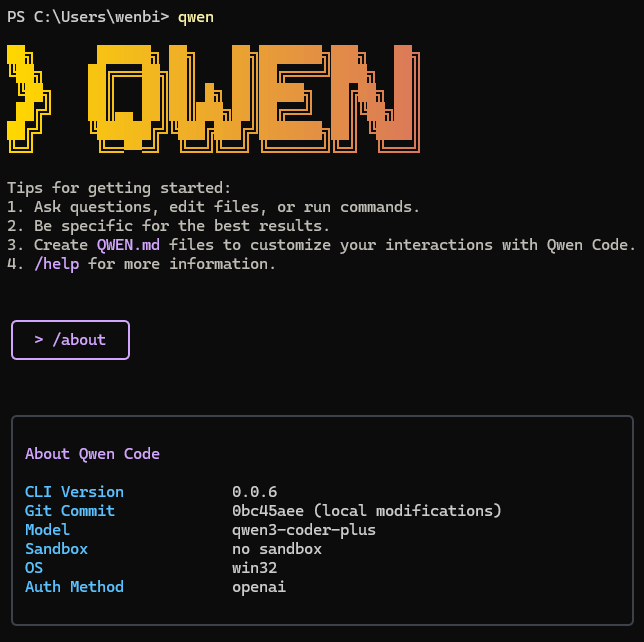 PS C:\Users\wenbi> qwen
> QWEN
Tips for getting started:
1. Ask questions, edit files, or run commands.
2. Be specific for the best results.
3. Create QWEN.md files to customize your interactions with Qwen Code.
4. /help for more information.
> /about
About Qwen Code
CLI Version 0.0.6
Git Commit 0bc45aee (local modifications)
Model qwen3-coder-plus
Sandbox no sandbox
OS win32
Auth Method openai